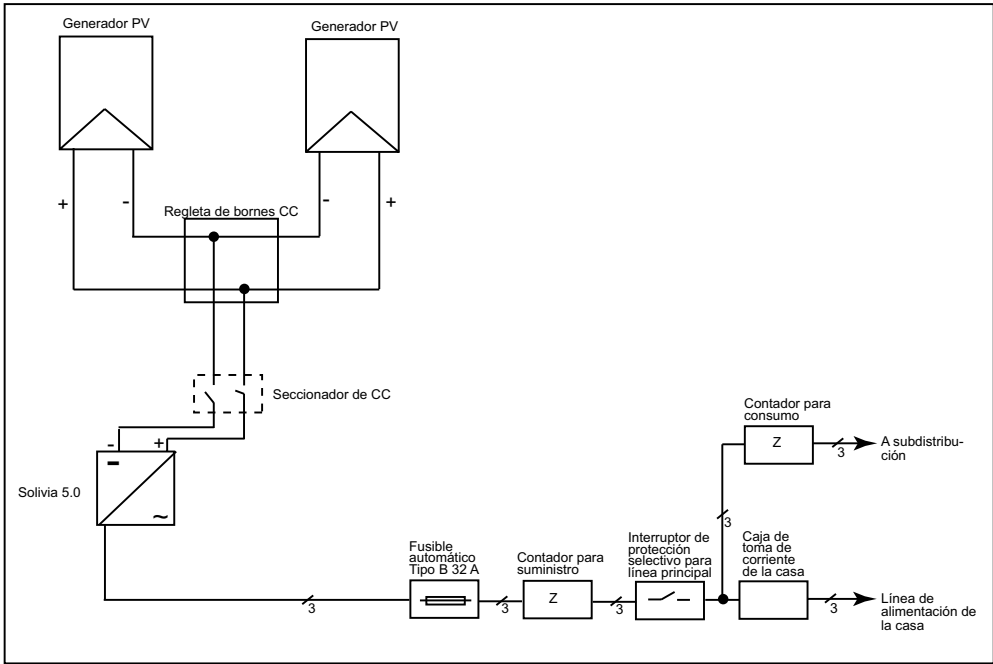 Generador PV
Generador PV
+
-
-
+
Regleta de bornes CC
Seccionador de CC
-
+
Solivia 5.0
~
3
Fusible
automático
Tipo B 32 A
3
Contador para
suministro
Z
3
Interruptor de
protección
selectivo para
línea principal
3
Contador para
consumo
Z
3
A subdistribu-
ción
Caja de
toma de
corriente
de la casa
3
Línea de
alimentación de
la casa